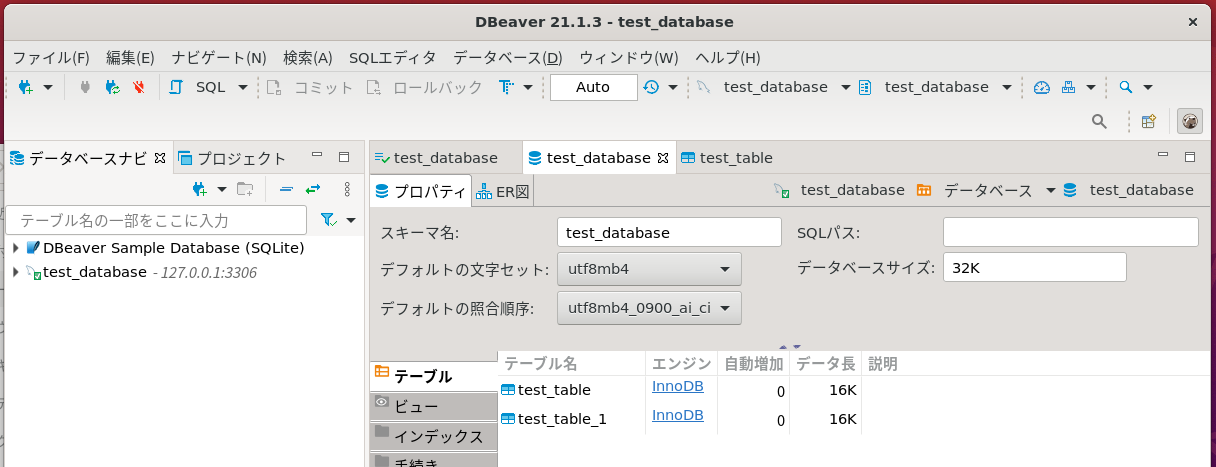 DBeaver 21.1.3 - test_database
ファイル(F) 編集(E) ナビゲート(N) 検索(A) SQLエディタ データベース(D) ウィンドウ(W) ヘルプ(H)
SQL コミット ロールバック Auto test_database test_database
データベースナビ プロジェクト
テーブル名の一部をここに入力
DBeaver Sample Database (SQLite)
test_database - 127.0.0.1:3306
test_database test_database test_table
プロパティ ER図 test_database データベース test_database
スキーマ名: test_database SQLパス:
デフォルトの文字セット: utf8mb4 データベースサイズ: 32K
デフォルトの照合順序: utf8mb4_0900_ai_ci
テーブル
ビュー
インデックス
手続き
テーブル名 エンジン 自動増加 データ長 説明
test_table InnoDB 0 16K
test_table_1 InnoDB 0 16K